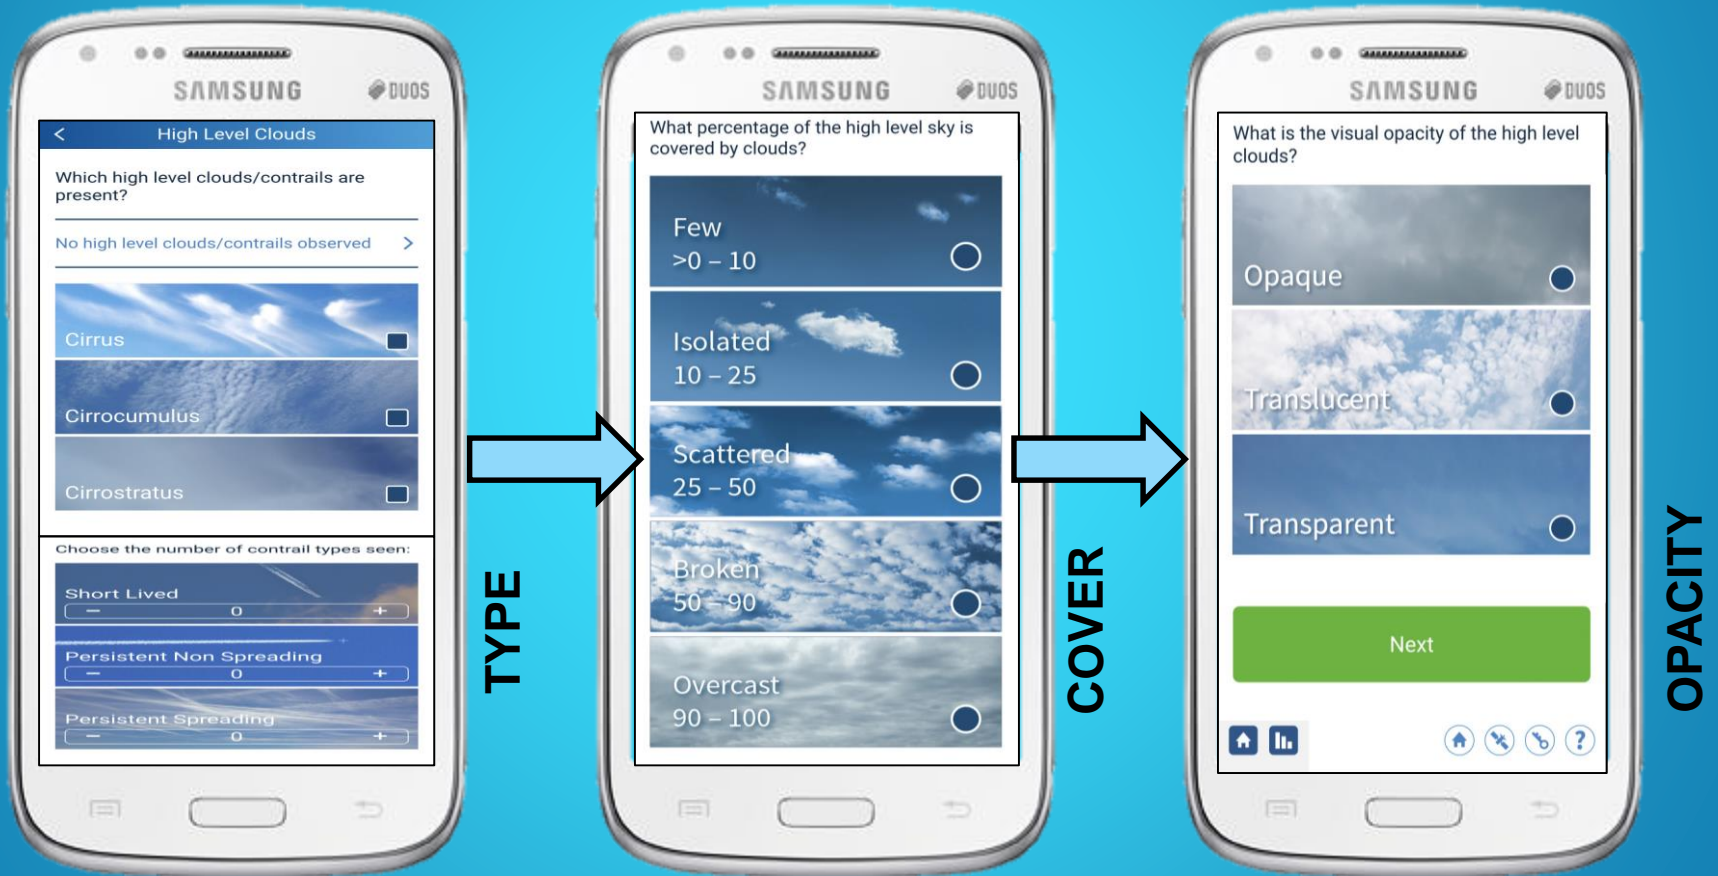 SAMSUNG
DUOS
High Level Clouds
Which high level clouds/contrails are
present?
No high level clouds/contrails observed
Cirrus
Cirrocumulus
Cirrostratus
Choose the number of contrail types seen:
Short Lived
− 0 +
Persistent Non Spreading
− 0 +
Persistent Spreading
− 0 +
TYPE
SAMSUNG
DUOS
What percentage of the high level sky is
covered by clouds?
Few
>0 – 10
Isolated
10 – 25
Scattered
25 – 50
Broken
50 – 90
Overcast
90 – 100
COVER
SAMSUNG
DUOS
What is the visual opacity of the high level
clouds?
Opaque
Translucent
Transparent
Next
?
OPACITY